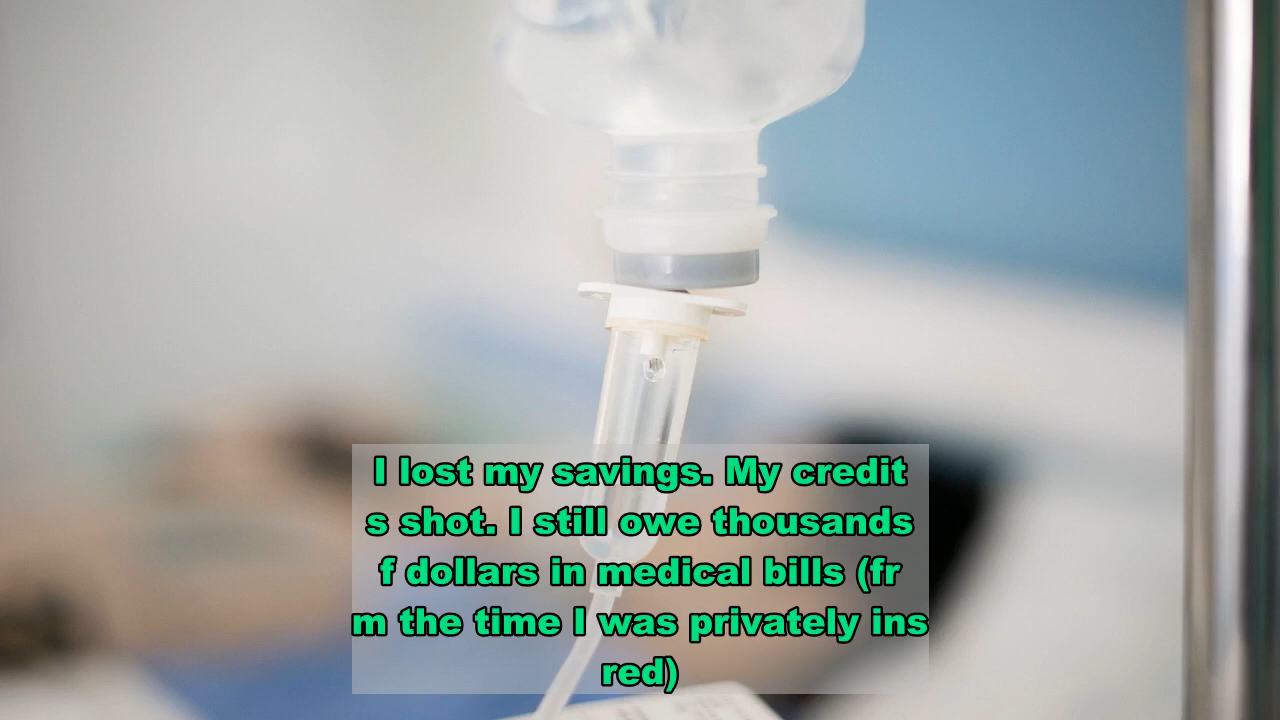 I lost my savings. My credit
s shot. I still owe thousands
f dollars in medical bills (fr
m the time I was privately ins
red)